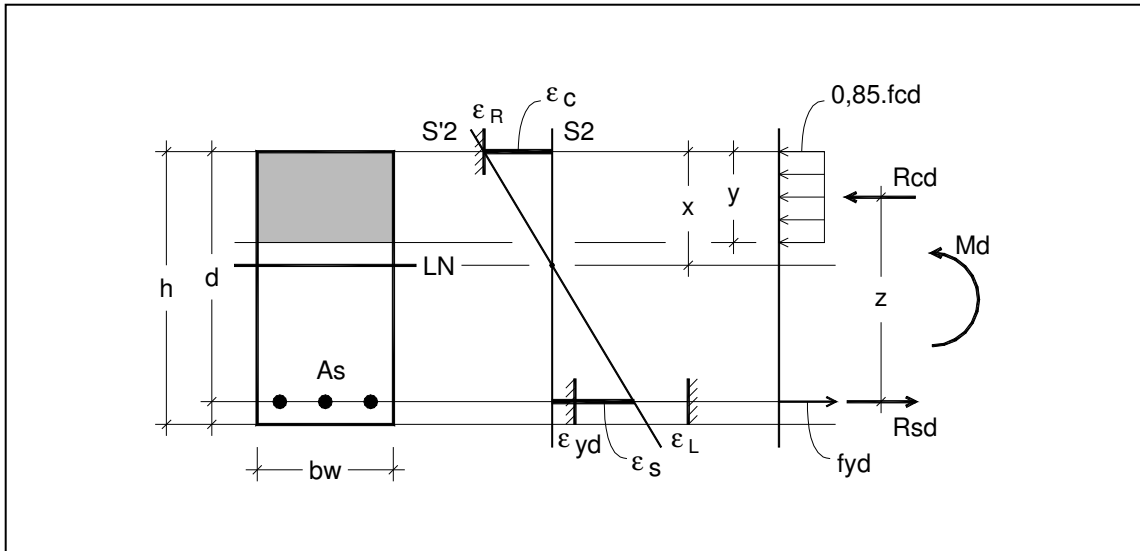 ε c
0,85.fcd
ε R
S'2
S2
Rcd
x
y
Md
LN
h
d
z
As
Rsd
ε yd
ε L
ε s
fyd
bw